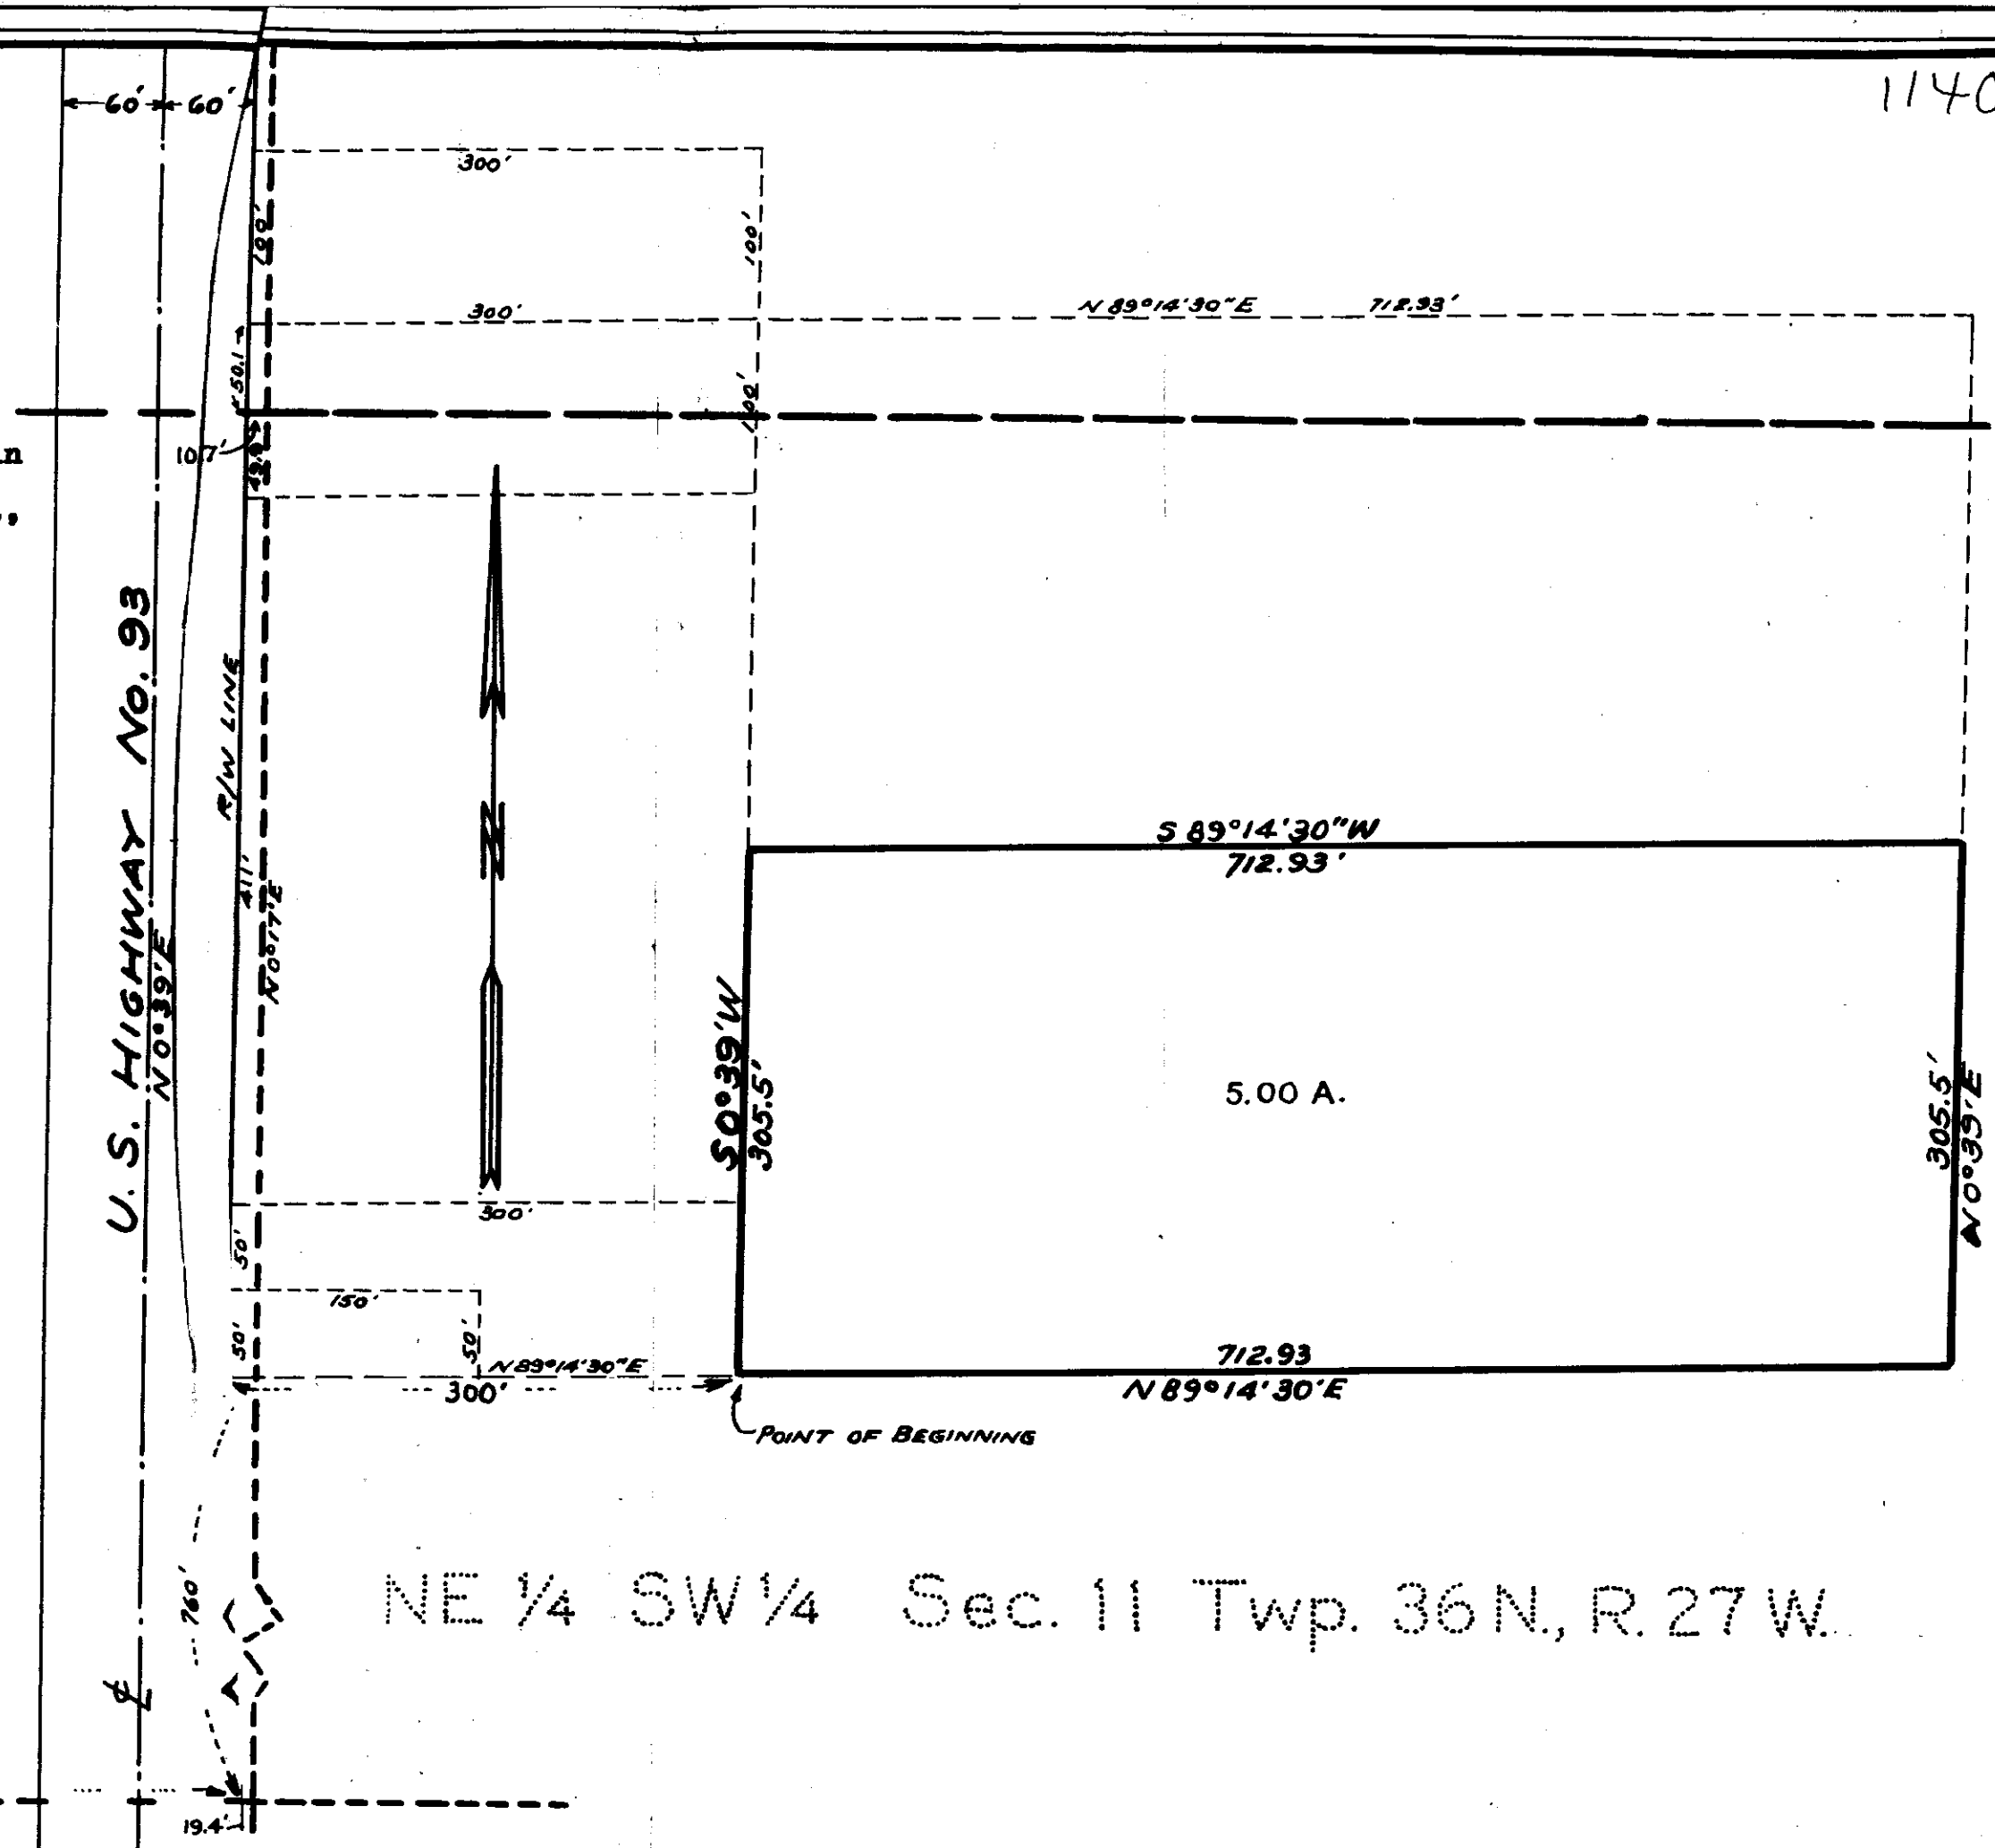 1140
60' 60'
300'
100'
100'
300'
N 89°14'30"E 712.93'
50.1
100'
10.7'
49.9'
n
,
U. S. HIGHWAY No. 93
N 0°39'E
R/W LINE
411'
N 0°17'E
N
S 89°14'30"W
712.93'
S 0°39'W
305.5'
5.00 A.
305.5'
N 0°39'E
300'
50'
150'
50'
50'
N 89°14'30"E
300'
712.93
N 89°14'30'E
POINT OF BEGINNING
760'
NE 1/4 SW 1/4 Sec. 11 Twp. 36 N., R. 27 W.
℄
19.4'